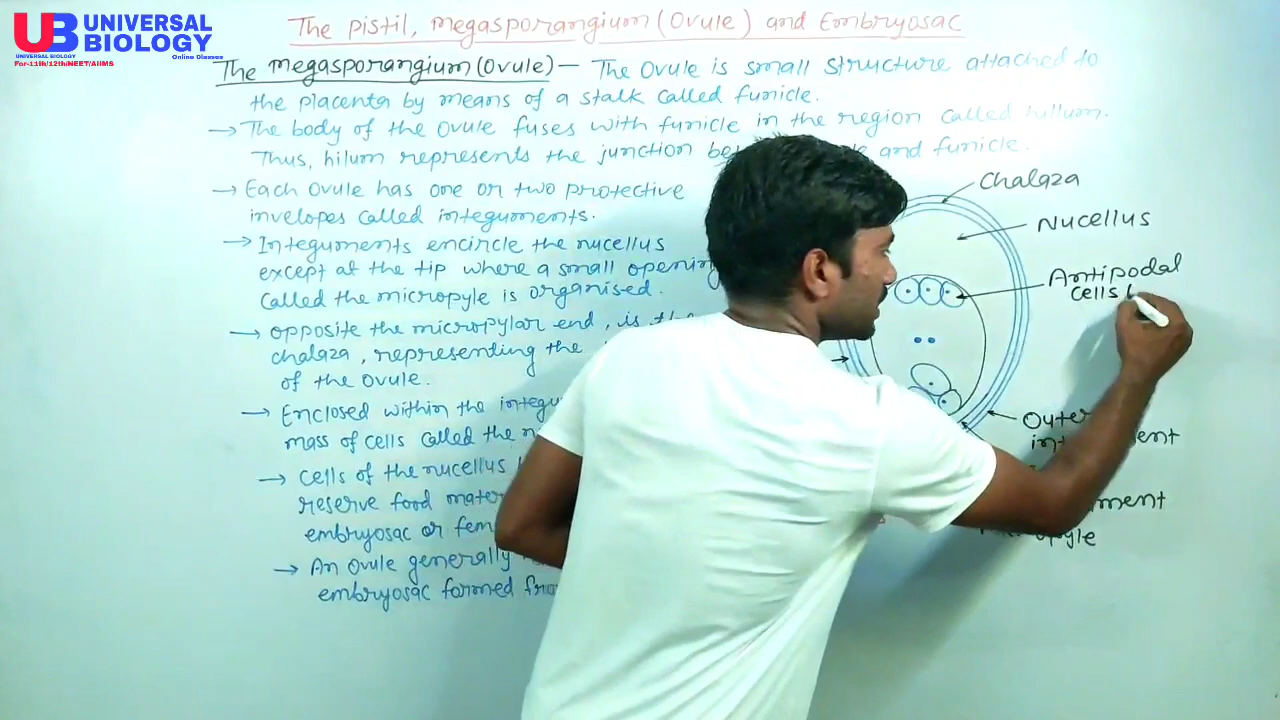 UB UNIVERSAL BIOLOGY
UNIVERSAL BIOLOGY Online Classes
For-11th/12th/NEET/AIIMS
The pistil, megasporangium (Ovule) and Embryosac
The megasporangium (Ovule) — The Ovule is small structure attached to
the placenta by means of a stalk called funicle.
→ The body of the ovule fuses with funicle in the region called
Thus, hilum represents the junction and funicle.
→ Each ovule has one or two protective
invelopes called integuments.
→ Integuments encircle the nucellus
except at the tip where a small opening
called the micropyle is organised.
→ opposite the micropylar end, is
chalaza, representing the
of the ovule.
→ Enclosed within the
mass of cells called the
→ cells of the nucellus
reserve food
embryosac or
→ An ovule generally
embryosac formed
Chalaza
Nucellus
Antipodal
cells